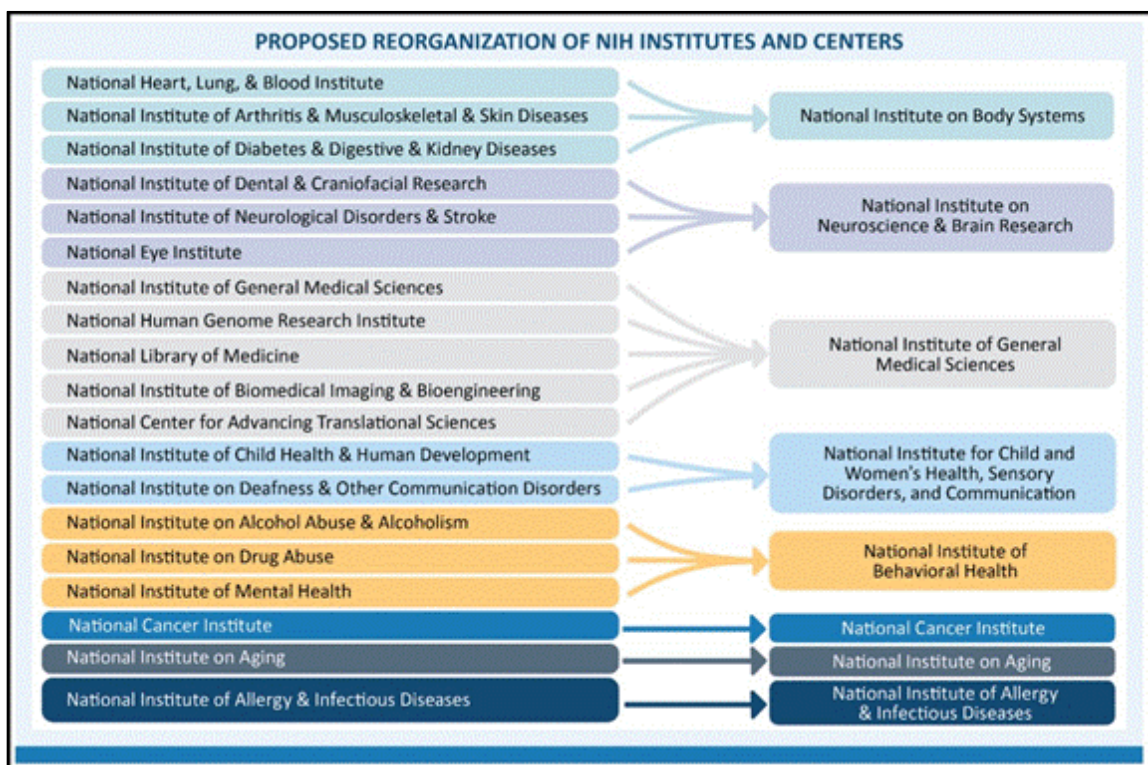 PROPOSED REORGANIZATION OF NIH INSTITUTES AND CENTERS
National Heart, Lung, & Blood Institute
National Institute of Arthritis & Musculoskeletal & Skin Diseases
National Institute of Diabetes & Digestive & Kidney Diseases
National Institute on Body Systems
National Institute of Dental & Craniofacial Research
National Institute of Neurological Disorders & Stroke
National Eye Institute
National Institute on
Neuroscience & Brain Research
National Institute of General Medical Sciences
National Human Genome Research Institute
National Library of Medicine
National Institute of Biomedical Imaging & Bioengineering
National Center for Advancing Translational Sciences
National Institute of General
Medical Sciences
National Institute of Child Health & Human Development
National Institute on Deafness & Other Communication Disorders
National Institute for Child and
Women's Health, Sensory
Disorders, and Communication
National Institute on Alcohol Abuse & Alcoholism
National Institute on Drug Abuse
National Institute of Mental Health
National Institute of
Behavioral Health
National Cancer Institute
National Cancer Institute
National Institute on Aging
National Institute on Aging
National Institute of Allergy & Infectious Diseases
National Institute of Allergy
& Infectious Diseases